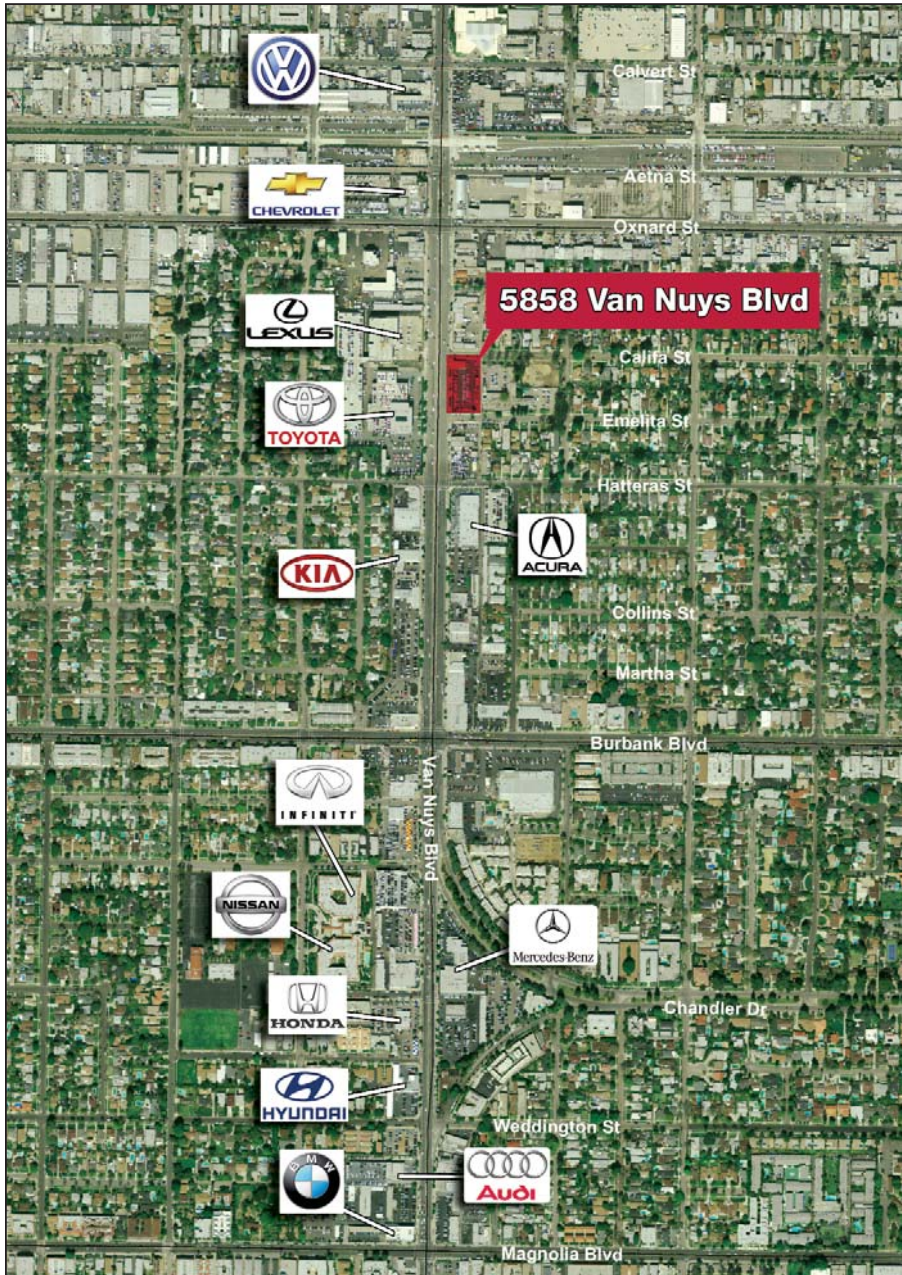 Calvert St
VW
Aetna St
CHEVROLET
Oxnard St
5858 Van Nuys Blvd
LEXUS
Califa St
TOYOTA
Emelita St
Hatteras St
ACURA
KIA
Collins St
Martha St
Burbank Blvd
Van Nuys Blvd
INFINITI
NISSAN
Mercedes-Benz
Chandler Dr
HONDA
HYUNDAI
Weddington St
BMW
Audi
Magnolia Blvd